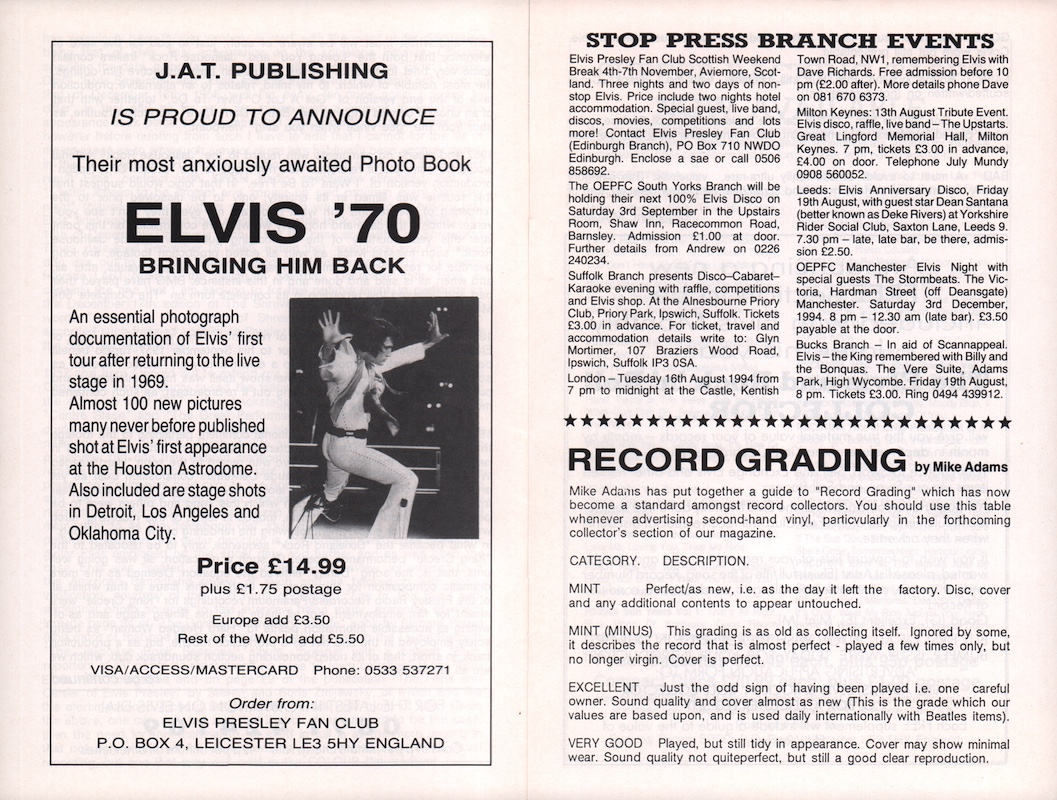 J.A.T. PUBLISHING
IS PROUD TO ANNOUNCE
Their most anxiously awaited Photo Book
ELVIS ’70
BRINGING HIM BACK
An essential photograph
documentation of Elvis’ first
tour after returning to the live
stage in 1969.
Almost 100 new pictures
many never before published
shot at Elvis’ first appearance
at the Houston Astrodome.
Also included are stage shots
in Detroit, Los Angeles and
Oklahoma City.
Price £14.99
plus £1.75 postage
Europe add £3.50
Rest of the World add £5.50
VISA/ACCESS/MASTERCARD Phone: 0533 537271
Order from:
ELVIS PRESLEY FAN CLUB
P.O. BOX 4, LEICESTER LE3 5HY ENGLAND
STOP PRESS BRANCH EVENTS
Elvis Presley Fan Club Scottish Weekend
Break 4th-7th November, Aviemore, Scot-
land. Three nights and two days of non-
stop Elvis. Price include two nights hotel
accommodation. Special guest, live band,
discos, movies, competitions and lots
more! Contact Elvis Presley Fan Club
(Edinburgh Branch), PO Box 710 NWDO
Edinburgh. Enclose a sae or call 0506
858692.
The OEPFC South Yorks Branch will be
holding their next 100% Elvis Disco on
Saturday 3rd September in the Upstairs
Room, Shaw Inn, Racecommon Road,
Barnsley. Admission £1.00 at door.
Further details from Andrew on 0226
240234.
Suffolk Branch presents Disco–Cabaret–
Karaoke evening with raffle, competitions
and Elvis shop. At the Alnesbourne Priory
Club, Priory Park, Ipswich, Suffolk. Tickets
£3.00 in advance. For ticket, travel and
accommodation details write to: Glyn
Mortimer, 107 Braziers Wood Road,
Ipswich, Suffolk IP3 0SA.
London – Tuesday 16th August 1994 from
7 pm to midnight at the Castle, Kentish
Town Road, NW1, remembering Elvis with
Dave Richards. Free admission before 10
pm (£2.00 after). More details phone Dave
on 081 670 6373.
Milton Keynes: 13th August Tribute Event.
Elvis disco, raffle, live band – The Upstarts.
Great Lingford Memorial Hall, Milton
Keynes. 7 pm, tickets £3.00 in advance,
£4.00 on door. Telephone July Mundy
0908 560052.
Leeds: Elvis Anniversary Disco, Friday
19th August, with guest star Dean Santana
(better known as Deke Rivers) at Yorkshire
Rider Social Club, Saxton Lane, Leeds 9.
7.30 pm – late, late bar, be there, admis-
sion £2.50.
OEPFC Manchester Elvis Night with
special guests The Stormbeats. The Vic-
toria, Hardman Street (off Deansgate)
Manchester. Saturday 3rd December,
1994. 8 pm – 12.30 am (late bar). £3.50
payable at the door.
Bucks Branch – In aid of Scannappeal.
Elvis – the King remembered with Billy and
the Bonquas. The Vere Suite, Adams
Park, High Wycombe. Friday 19th August,
8 pm. Tickets £3.00. Ring 0494 439912.
RECORD GRADING by Mike Adams
Mike Adams has put together a guide to "Record Grading" which has now
become a standard amongst record collectors. You should use this table
whenever advertising second-hand vinyl, particvularly in the forthcoming
collector's section of our magazine.
CATEGORY. DESCRIPTION.
MINT Perfect/as new, i.e. as the day it left the factory. Disc, cover
and any additional contents to appear untouched.
MINT (MINUS) This grading is as old as collecting itself. Ignored by some,
it describes the record that is almost perfect - played a few times only, but
no longer virgin. Cover is perfect.
EXCELLENT Just the odd sign of having been played i.e. one careful
owner. Sound quality and cover almost as new (This is the grade which our
values are based upon, and is used daily internationally with Beatles items).
VERY GOOD Played, but still tidy in appearance. Cover may show minimal
wear. Sound quality not quiteperfect, but still a good clear reproduction.